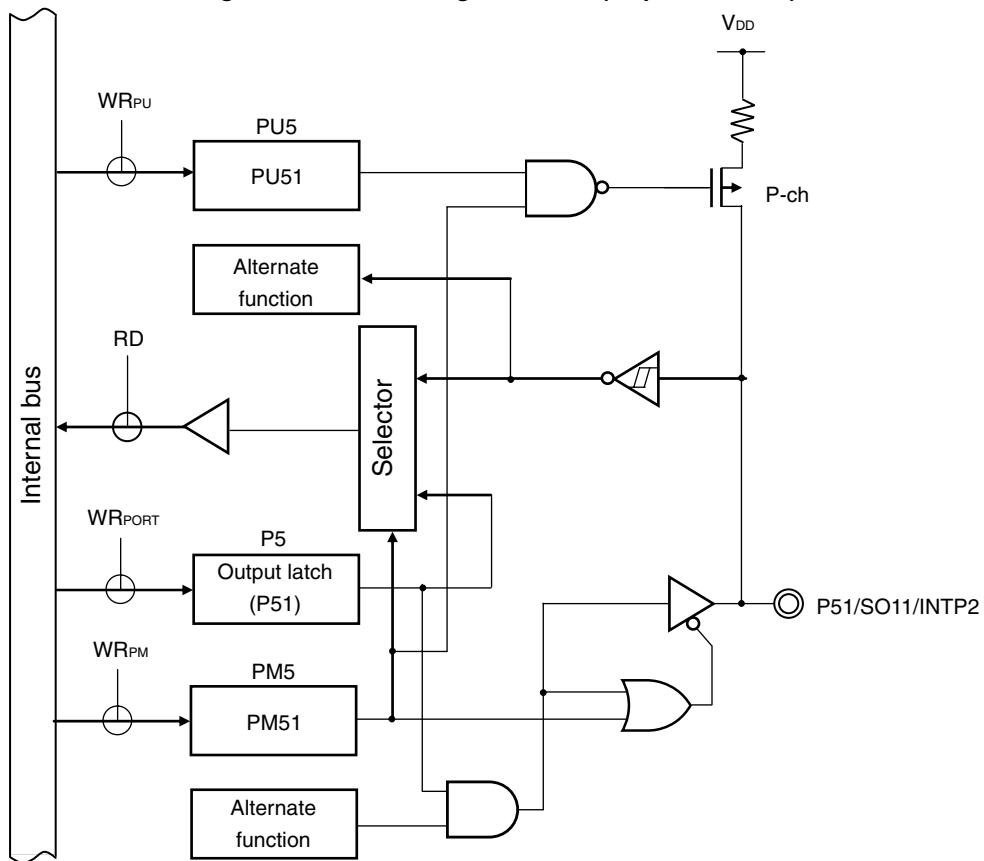 VDD
WRPU
PU5
PU51
P-ch
Alternate
function
RD
Selector
Internal bus
WRPORT
P5
Output latch
(P51)
P51/SO11/INTP2
WRPM
PM5
PM51
Alternate
function